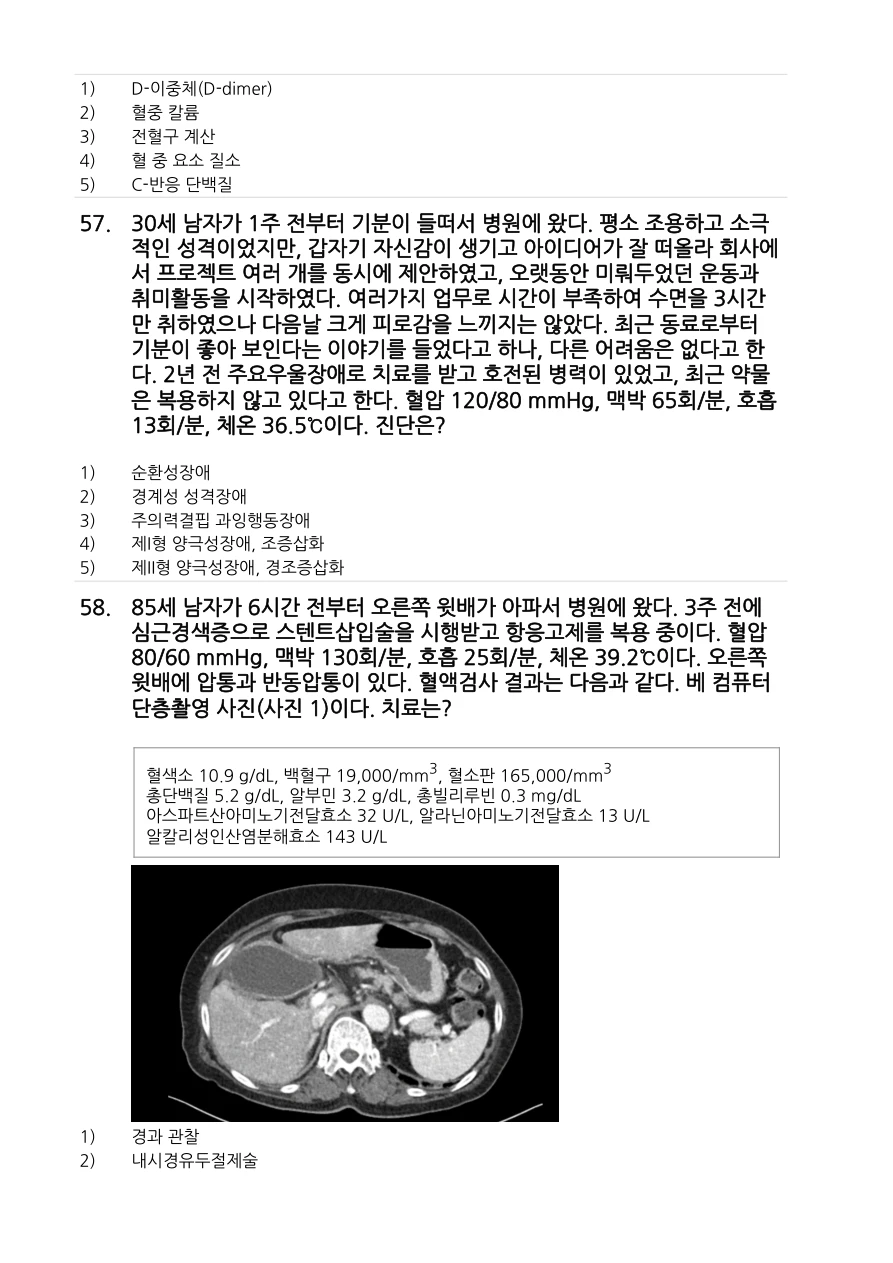 1) D-이중체(D-dimer)
2) 혈중 칼륨
3) 전혈구 계산
4) 혈 중 요소 질소
5) C-반응 단백질
57. 30세 남자가 1주 전부터 기분이 들떠서 병원에 왔다. 평소 조용하고 소극
적인 성격이었지만, 갑자기 자신감이 생기고 아이디어가 잘 떠올라 회사에
서 프로젝트 여러 개를 동시에 제안하였고, 오랫동안 미뤄두었던 운동과
취미활동을 시작하였다. 여러가지 업무로 시간이 부족하여 수면을 3시간
만 취하였으나 다음날 크게 피로감을 느끼지는 않았다. 최근 동료로부터
기분이 좋아 보인다는 이야기를 들었다고 하나, 다른 어려움은 없다고 한
다. 2년 전 주요우울장애로 치료를 받고 호전된 병력이 있었고, 최근 약물
은 복용하지 않고 있다고 한다. 혈압 120/80 mmHg, 맥박 65회/분, 호흡
13회/분, 체온 36.5℃이다. 진단은?
1) 순환성장애
2) 경계성 성격장애
3) 주의력결핍 과잉행동장애
4) 제I형 양극성장애, 조증삽화
5) 제II형 양극성장애, 경조증삽화
58. 85세 남자가 6시간 전부터 오른쪽 윗배가 아파서 병원에 왔다. 3주 전에
심근경색증으로 스텐트삽입술을 시행받고 항응고제를 복용 중이다. 혈압
80/60 mmHg, 맥박 130회/분, 호흡 25회/분, 체온 39.2℃이다. 오른쪽
윗배에 압통과 반동압통이 있다. 혈액검사 결과는 다음과 같다. 베 컴퓨터
단층촬영 사진(사진 1)이다. 치료는?
혈색소 10.9 g/dL, 백혈구 19,000/mm³, 혈소판 165,000/mm³
총단백질 5.2 g/dL, 알부민 3.2 g/dL, 총빌리루빈 0.3 mg/dL
아스파트산아미노기전달효소 32 U/L, 알라닌아미노기전달효소 13 U/L
알칼리성인산염분해효소 143 U/L
1) 경과 관찰
2) 내시경유두절제술